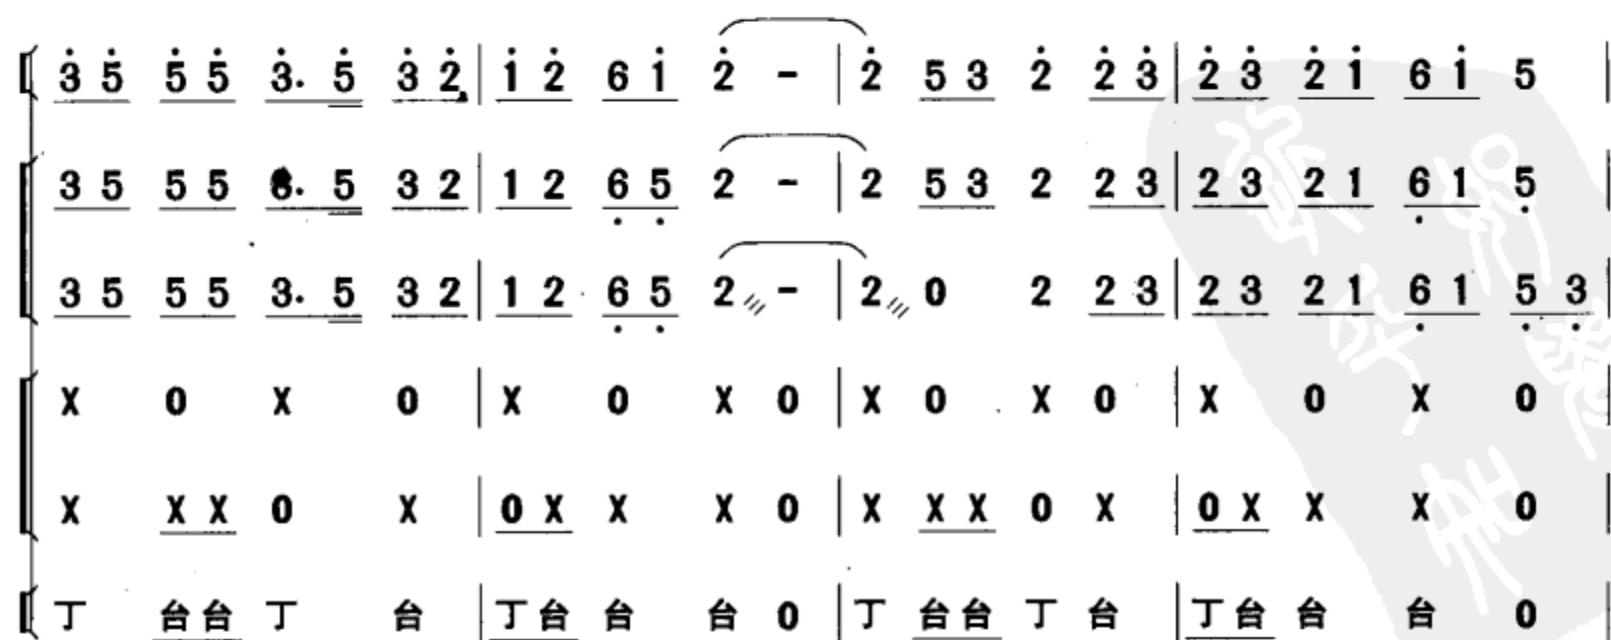 3̇ 5̇ 5̇ 5̇ 3̇. 5̇ 3̇ 2̇ | 1̇ 2̇ 6 1̇ 2̇ - | 2̇ 5 3 2̇ 2̇ 3̇ | 2̇ 3̇ 2̇ 1̇ 6 1̇ 5 |
3 5 5 5 3. 5 3 2 | 1 2 6̣ 5̣ 2 - | 2 5 3 2 2 3 | 2 3 2 1 6̣ 1 5̣ |
3 5 5 5 3. 5 3 2 | 1 2 6̣ 5̣ 2 - | 2 0 2 2 3 | 2 3 2 1 6̣ 1 5̣ 3̣ |
X 0 X 0 | X 0 X 0 | X 0 X 0 | X 0 X 0
X X X 0 X | 0 X X X 0 | X X X 0 X | 0 X X X 0
丁 台台 丁 台 | 丁台 台 台 0 | 丁 台台 丁 台 | 丁台 台 台 0